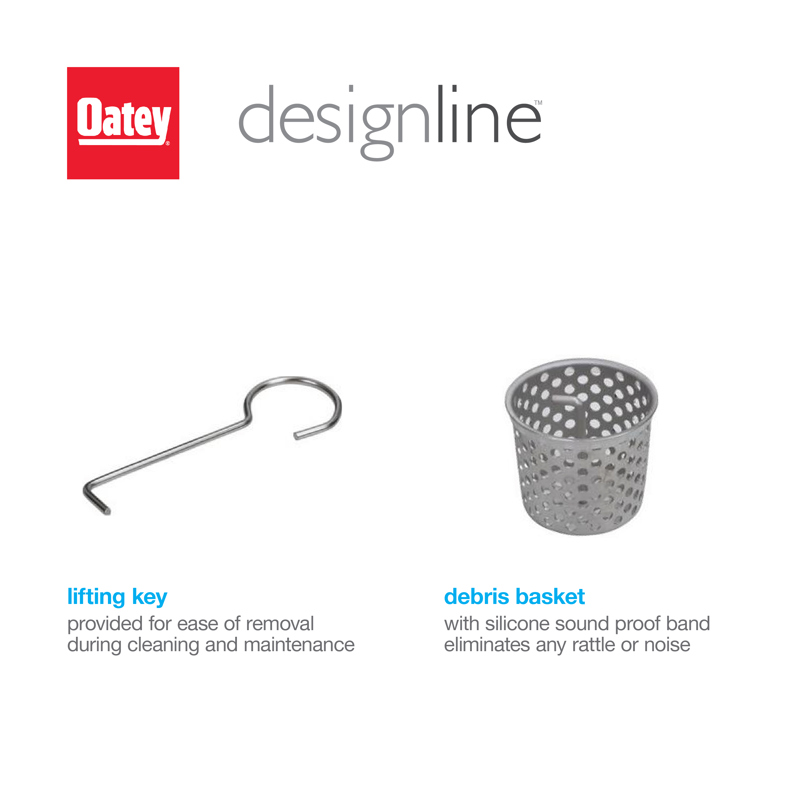 Oatey®
designline™
lifting key
provided for ease of removal
during cleaning and maintenance
debris basket
with silicone sound proof band
eliminates any rattle or noise